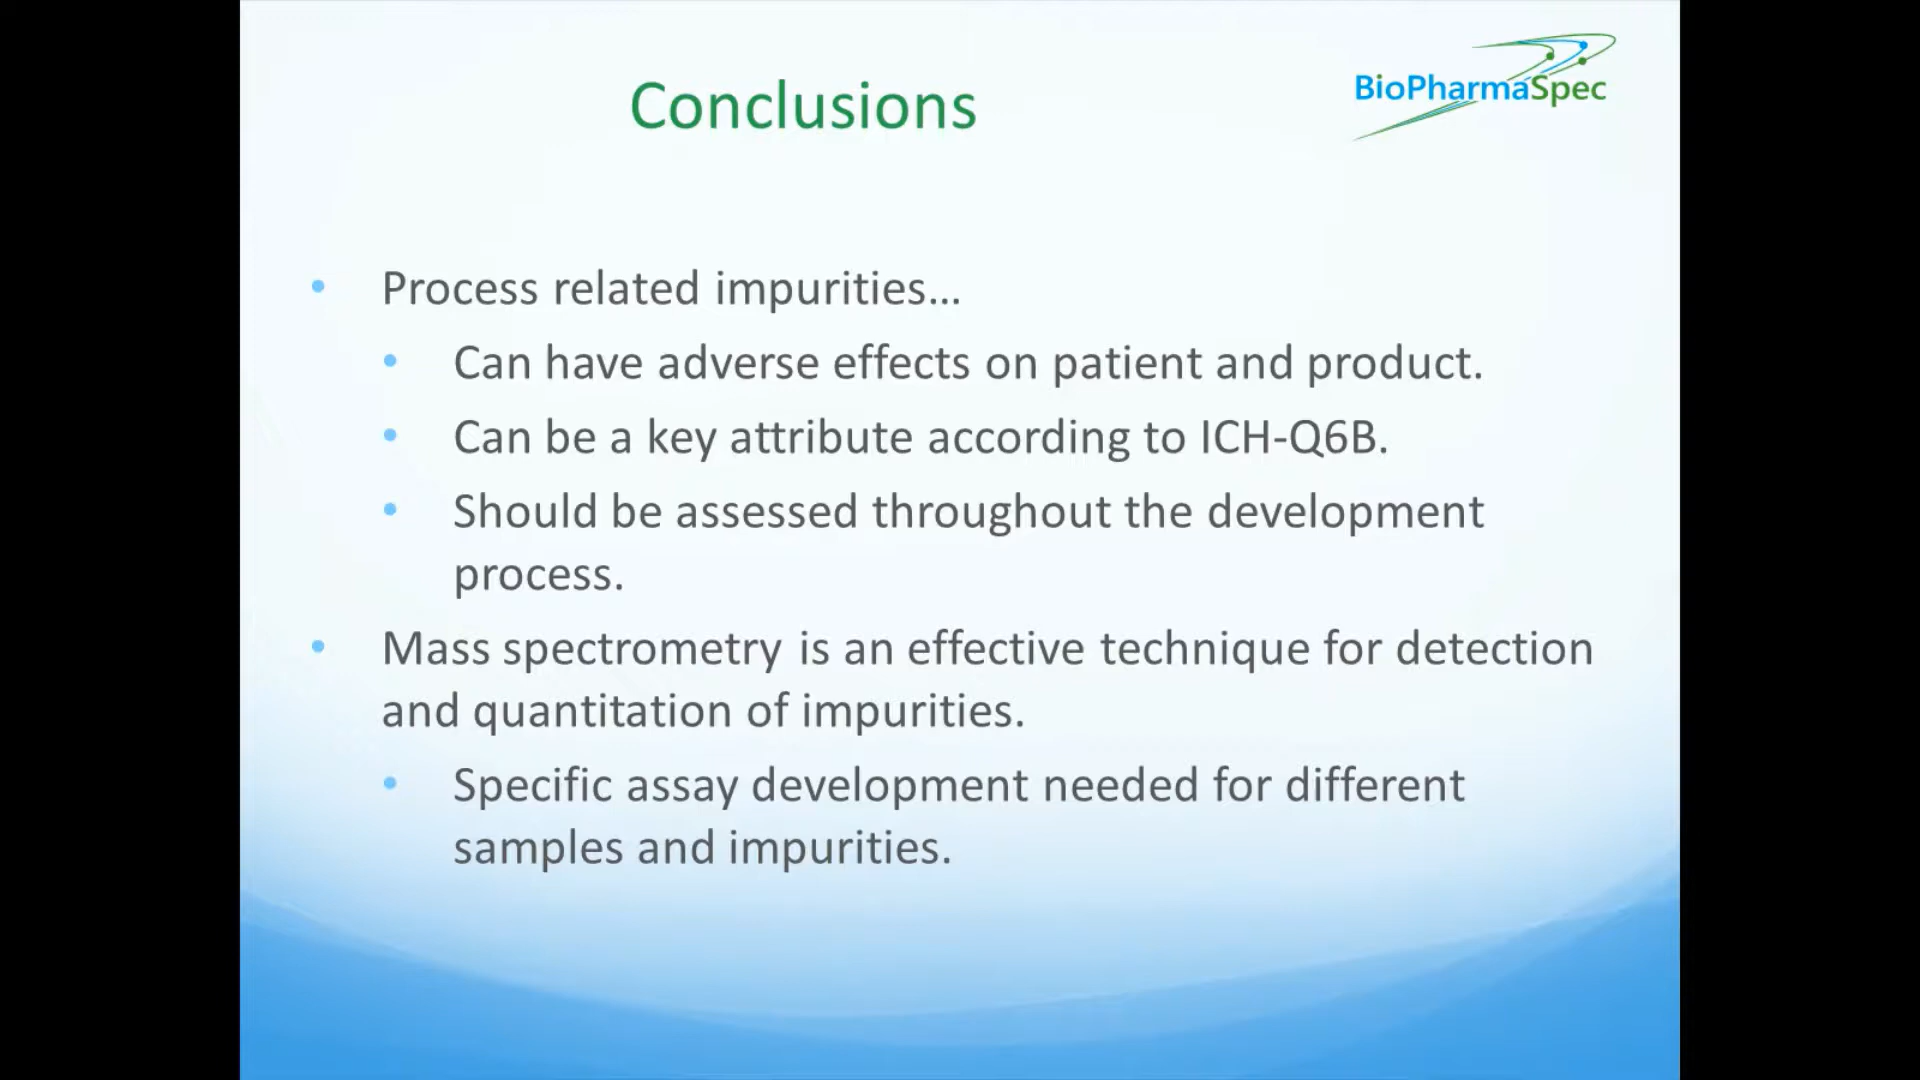 Conclusions
BioPharmaSpec
• Process related impurities...
• Can have adverse effects on patient and product.
• Can be a key attribute according to ICH-Q6B.
• Should be assessed throughout the development
process.
• Mass spectrometry is an effective technique for detection
and quantitation of impurities.
• Specific assay development needed for different
samples and impurities.